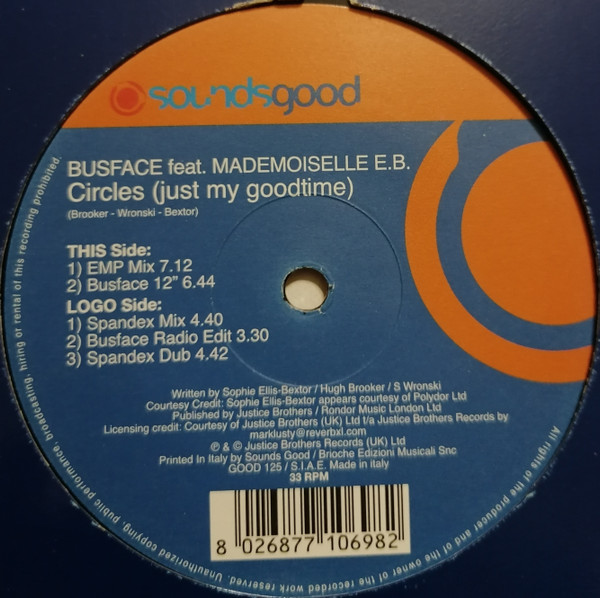 soundsgood
BUSFACE feat. MADEMOISELLE E.B.
Circles (just my goodtime)
(Brooker - Wronski - Bextor)
THIS Side:
1) EMP Mix 7.12
2) Busface 12" 6.44
LOGO Side:
1) Spandex Mix 4.40
2) Busface Radio Edit 3.30
3) Spandex Dub 4.42
Written by Sophie Ellis-Bextor / Hugh Brooker / S Wronski
Courtesy Credit: Sophie Ellis-Bextor appears courtesy of Polydor Ltd
Published by Justice Brothers / Rondor Music London Ltd
Licensing credit: Courtesy of Justice Brothers (UK) Ltd t/a Justice Brothers Records by
marklusty@reverbxl.com
℗ & © Justice Brothers Records (UK) Ltd
Printed In Italy by Sounds Good / Brioche Edizioni Musicali Snc
GOOD 125 / S.I.A.E. Made in italy
33 RPM
8 026877 106982
All rights of the producer and of the owner of the recorded work reserved. Unauthorized copying, public performance, broadcasting, hiring or rental of this recording prohibited.